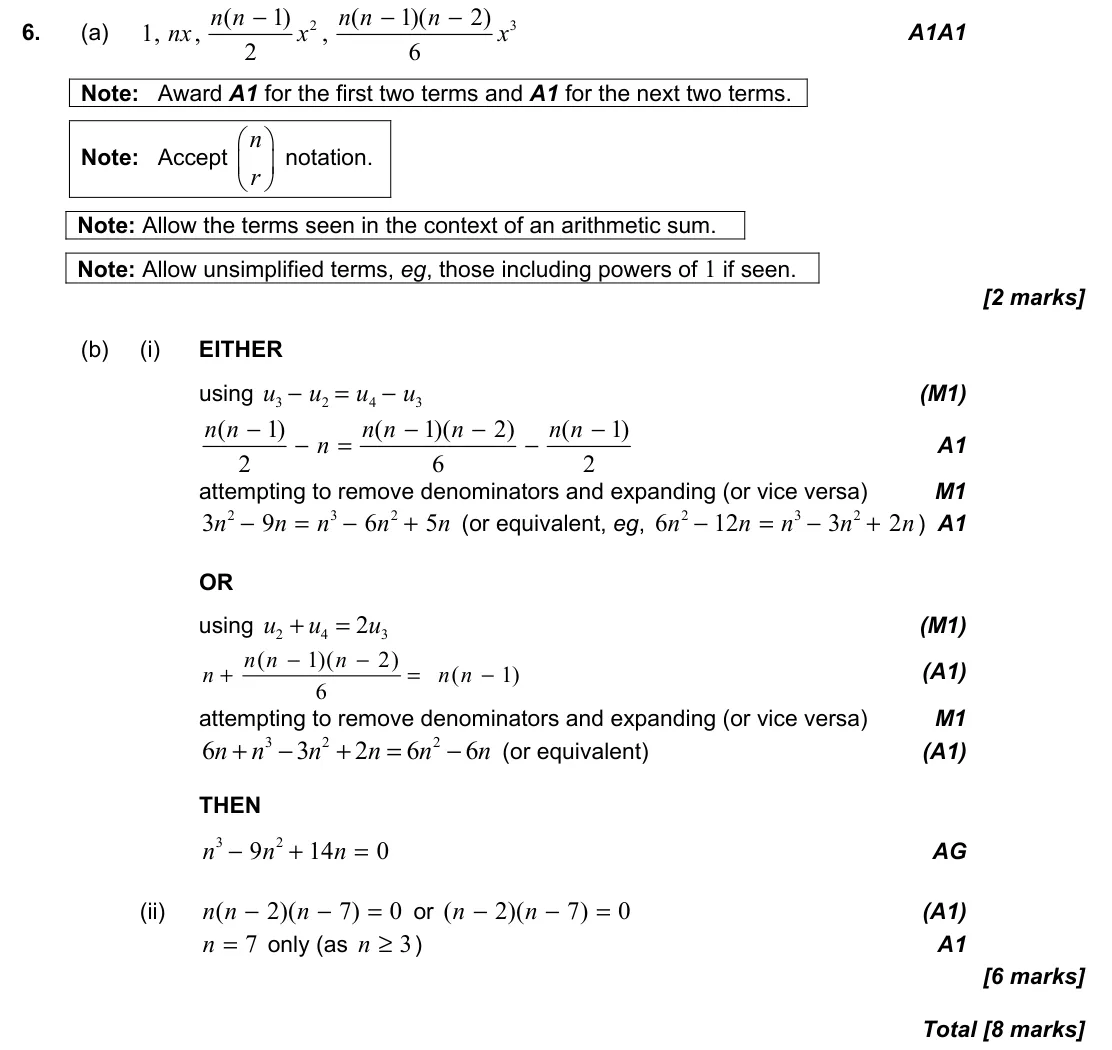 6. (a) 1, nx, n(n − 1)/2 x², n(n − 1)(n − 2)/6 x³ A1A1
Note: Award A1 for the first two terms and A1 for the next two terms.
Note: Accept (n r) notation.
Note: Allow the terms seen in the context of an arithmetic sum.
Note: Allow unsimplified terms, eg, those including powers of 1 if seen.
[2 marks]
(b) (i) EITHER
using u₃ − u₂ = u₄ − u₃ (M1)
n(n − 1)/2 − n = n(n − 1)(n − 2)/6 − n(n − 1)/2 A1
attempting to remove denominators and expanding (or vice versa) M1
3n² − 9n = n³ − 6n² + 5n (or equivalent, eg, 6n² − 12n = n³ − 3n² + 2n) A1
OR
using u₂ + u₄ = 2u₃ (M1)
n + n(n − 1)(n − 2)/6 = n(n − 1) (A1)
attempting to remove denominators and expanding (or vice versa) M1
6n + n³ − 3n² + 2n = 6n² − 6n (or equivalent) (A1)
THEN
n³ − 9n² + 14n = 0 AG
(ii) n(n − 2)(n − 7) = 0 or (n − 2)(n − 7) = 0 (A1)
n = 7 only (as n ≥ 3) A1
[6 marks]
Total [8 marks]